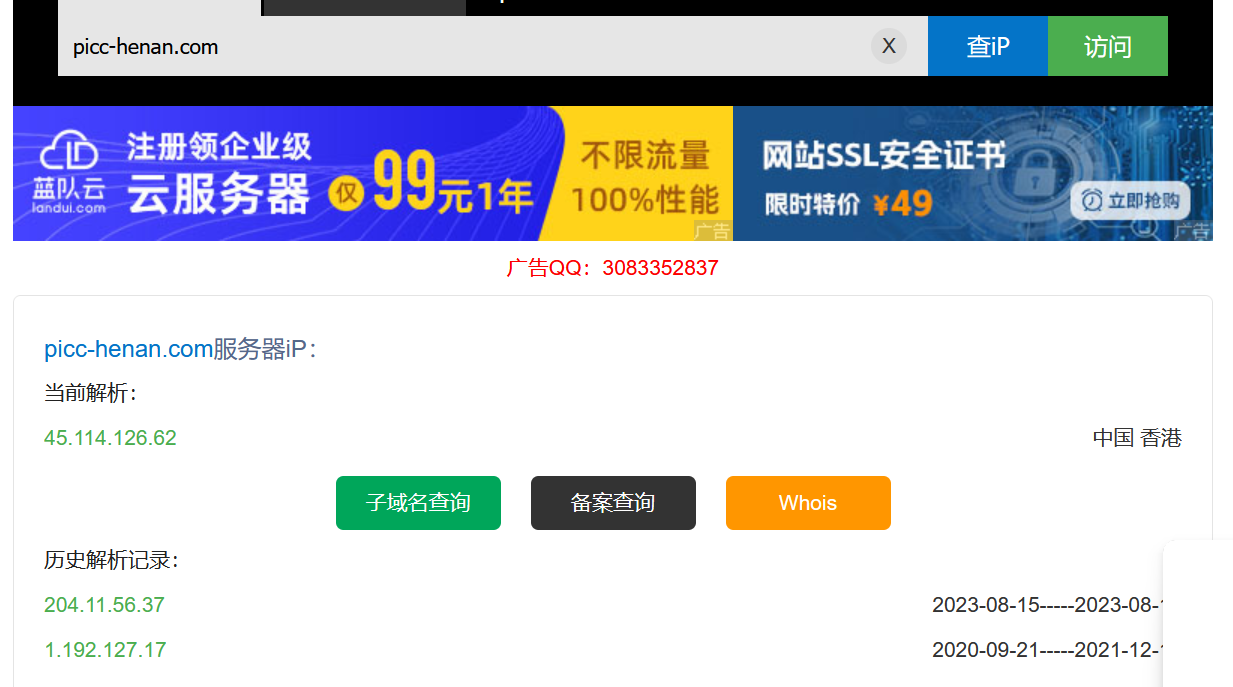 picc-henan.com
X
查iP
访问
蓝队云
landui.com
注册领企业级
云服务器 仅99元1年
不限流量
100%性能
广告
网站SSL安全证书
限时特价 ¥49
立即抢购
广告
广告QQ：3083352837
picc-henan.com服务器iP：
当前解析：
45.114.126.62 中国 香港
子域名查询 备案查询 Whois
历史解析记录：
204.11.56.37 2023-08-15-----2023-08-
1.192.127.17 2020-09-21-----2021-12-